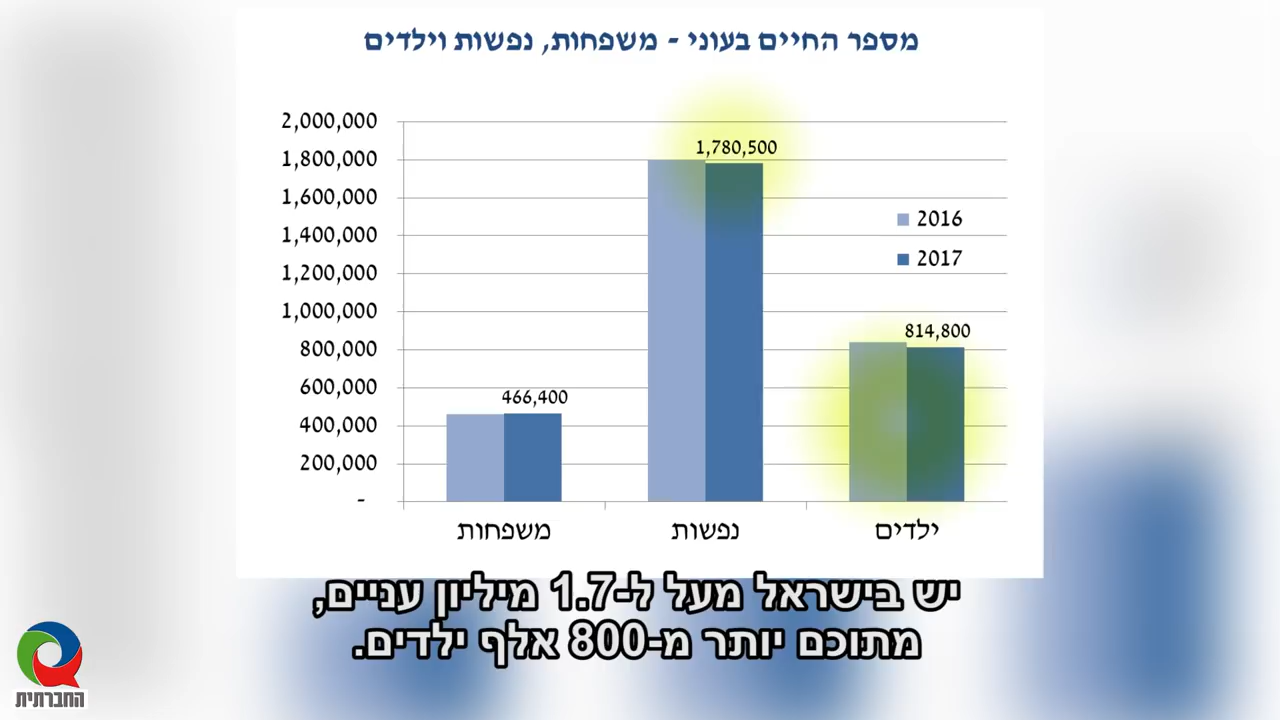 מספר החיים בעוני - משפחות, נפשות וילדים
2,000,000
1,800,000
1,600,000
1,400,000
1,200,000
1,000,000
800,000
600,000
400,000
200,000
-
1,780,500
814,800
466,400
2016
2017
משפחות
נפשות
ילדים
יש בישראל מעל ל-1.7 מיליון עניים,
מתוכם יותר מ-800 אלף ילדים.
החברתית